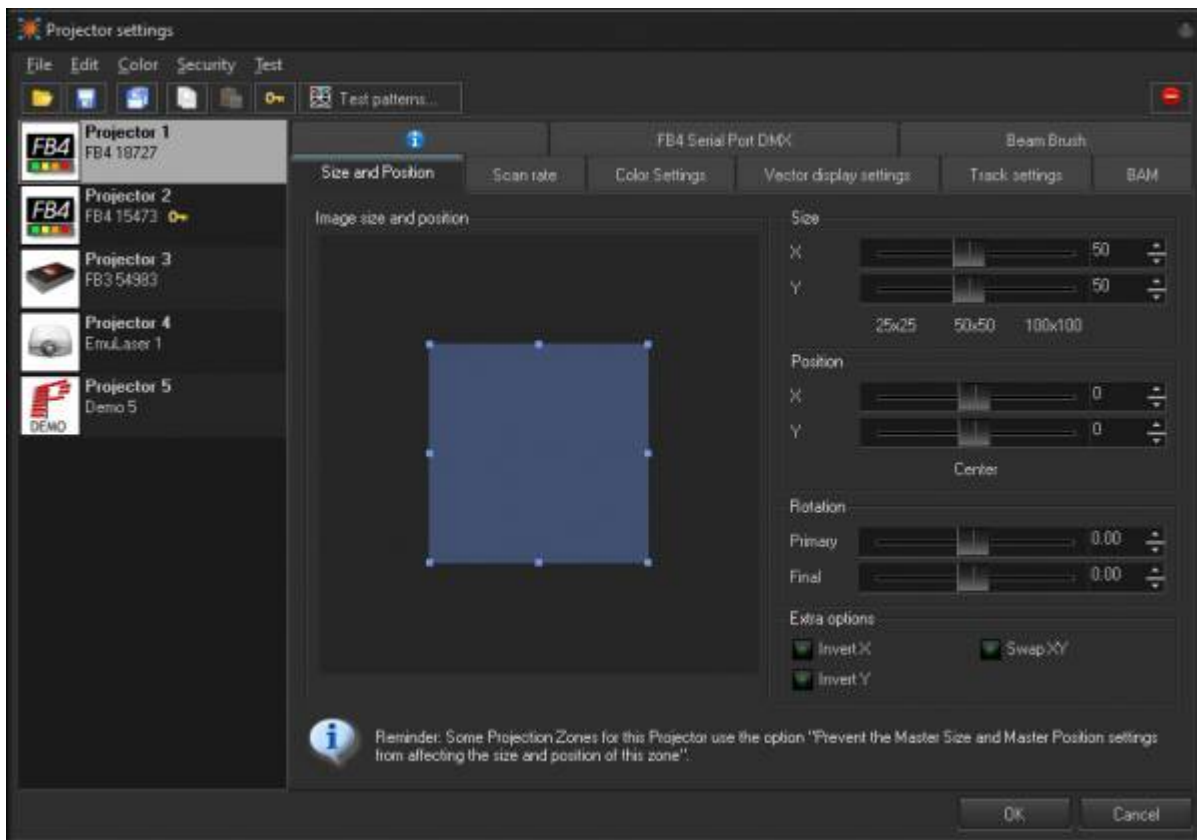 Projector settings
File Edit Color Security Test
Test patterns...
FB4
Projector 1
FB4 18727
FB4
Projector 2
FB4 15473
Projector 3
FB3 54983
Projector 4
EmuLaser 1
DEMO
Projector 5
Demo 5
FB4 Serial Port DMX Beam Brush
Size and Position Scan rate Color Settings Vector display settings Track settings BAM
Image size and position
Size
X 50
Y 50
25x25 50x50 100x100
Position
X 0
Y 0
Center
Rotation
Primary 0.00
Final 0.00
Extra options
Invert X Swap XY
Invert Y
Reminder: Some Projection Zones for this Projector use the option "Prevent the Master Size and Master Position settings
from affecting the size and position of this zone".
OK Cancel